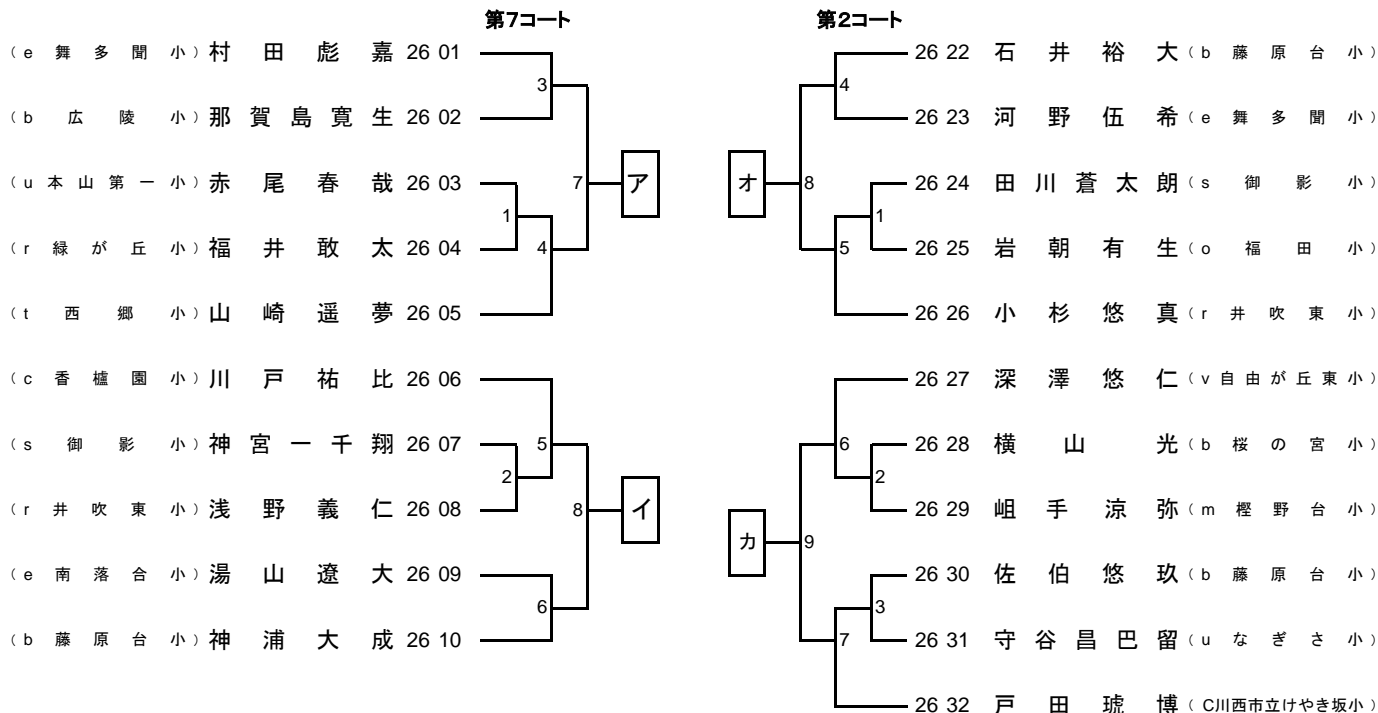 第7コート
（e 舞多聞小）村田彪嘉 26 01
（b 広陵小）那賀島寛生 26 02
（u 本山第一小）赤尾春哉 26 03
（r 緑が丘小）福井敢太 26 04
（t 西郷小）山崎遥夢 26 05
（c 香櫨園小）川戸祐比 26 06
（s 御影小）神宮一千翔 26 07
（r 井吹東小）浅野義仁 26 08
（e 南落合小）湯山遼大 26 09
（b 藤原台小）神浦大成 26 10
3
1
4
7
ア
2
5
6
8
イ
第2コート
26 22 石井裕大（b 藤原台小）
26 23 河野伍希（e 舞多聞小）
26 24 田川蒼太朗（s 御影小）
26 25 岩朝有生（o 福田小）
26 26 小杉悠真（r 井吹東小）
26 27 深澤悠仁（v 自由が丘東小）
26 28 横山光（b 桜の宮小）
26 29 岨手涼弥（m 樫野台小）
26 30 佐伯悠玖（b 藤原台小）
26 31 守谷昌巴留（u なぎさ小）
26 32 戸田琥博（C川西市立けやき坂小）
4
1
5
8
オ
6
2
3
7
9
カ